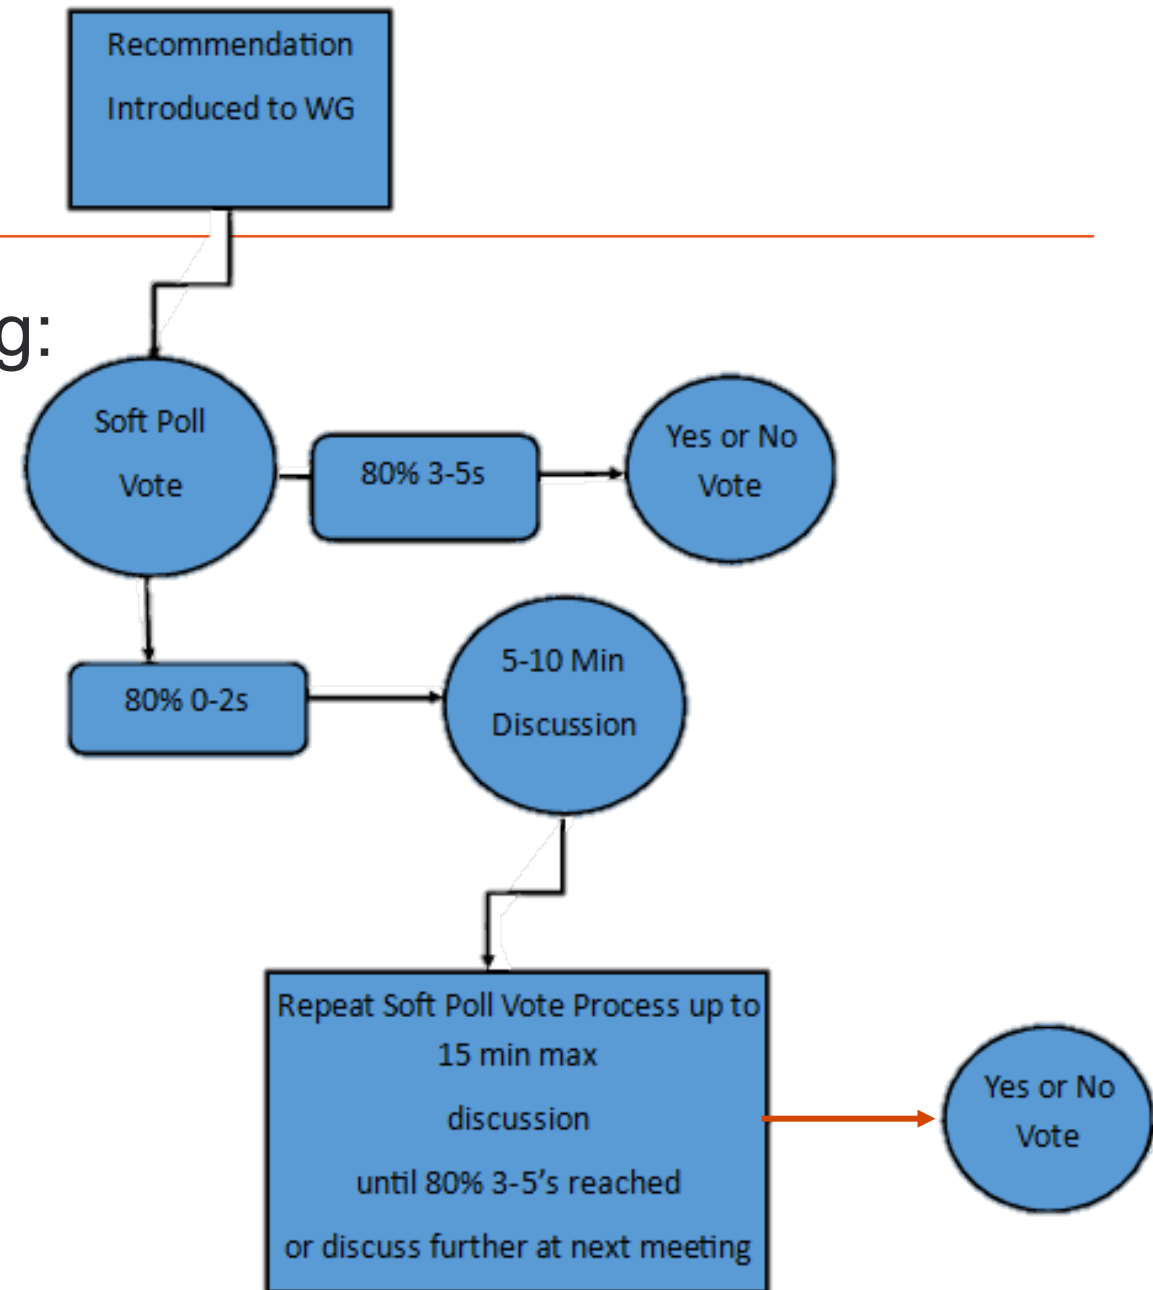 Recommendation
Introduced to WG
g:
Soft Poll
Vote
80% 3-5s
Yes or No
Vote
80% 0-2s
5-10 Min
Discussion
Repeat Soft Poll Vote Process up to
15 min max
discussion
until 80% 3-5’s reached
or discuss further at next meeting
Yes or No
Vote